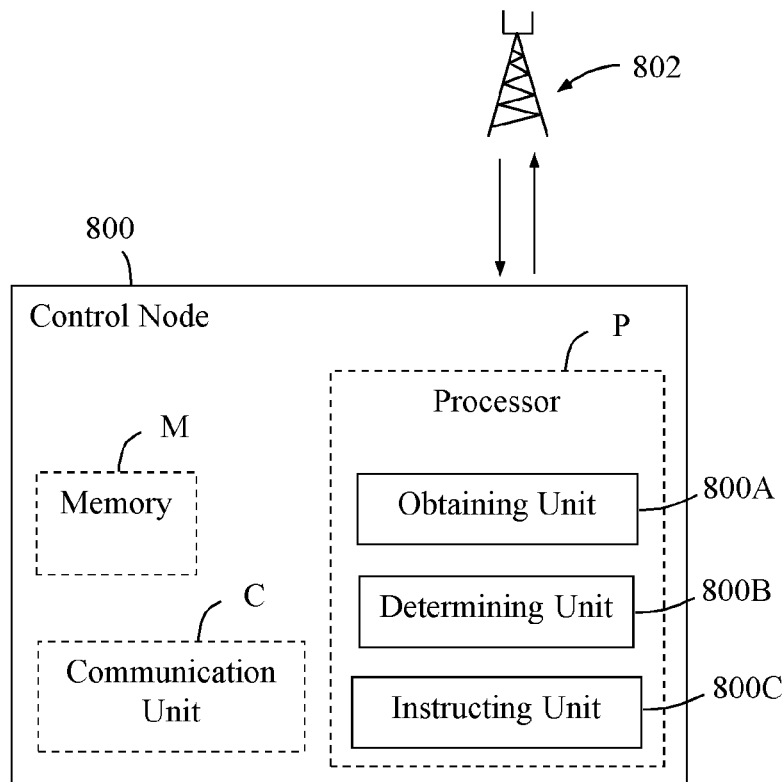 802
800
Control Node
P
Processor
M
Memory
Obtaining Unit
800A
Determining Unit
800B
C
Communication
Unit
Instructing Unit
800C